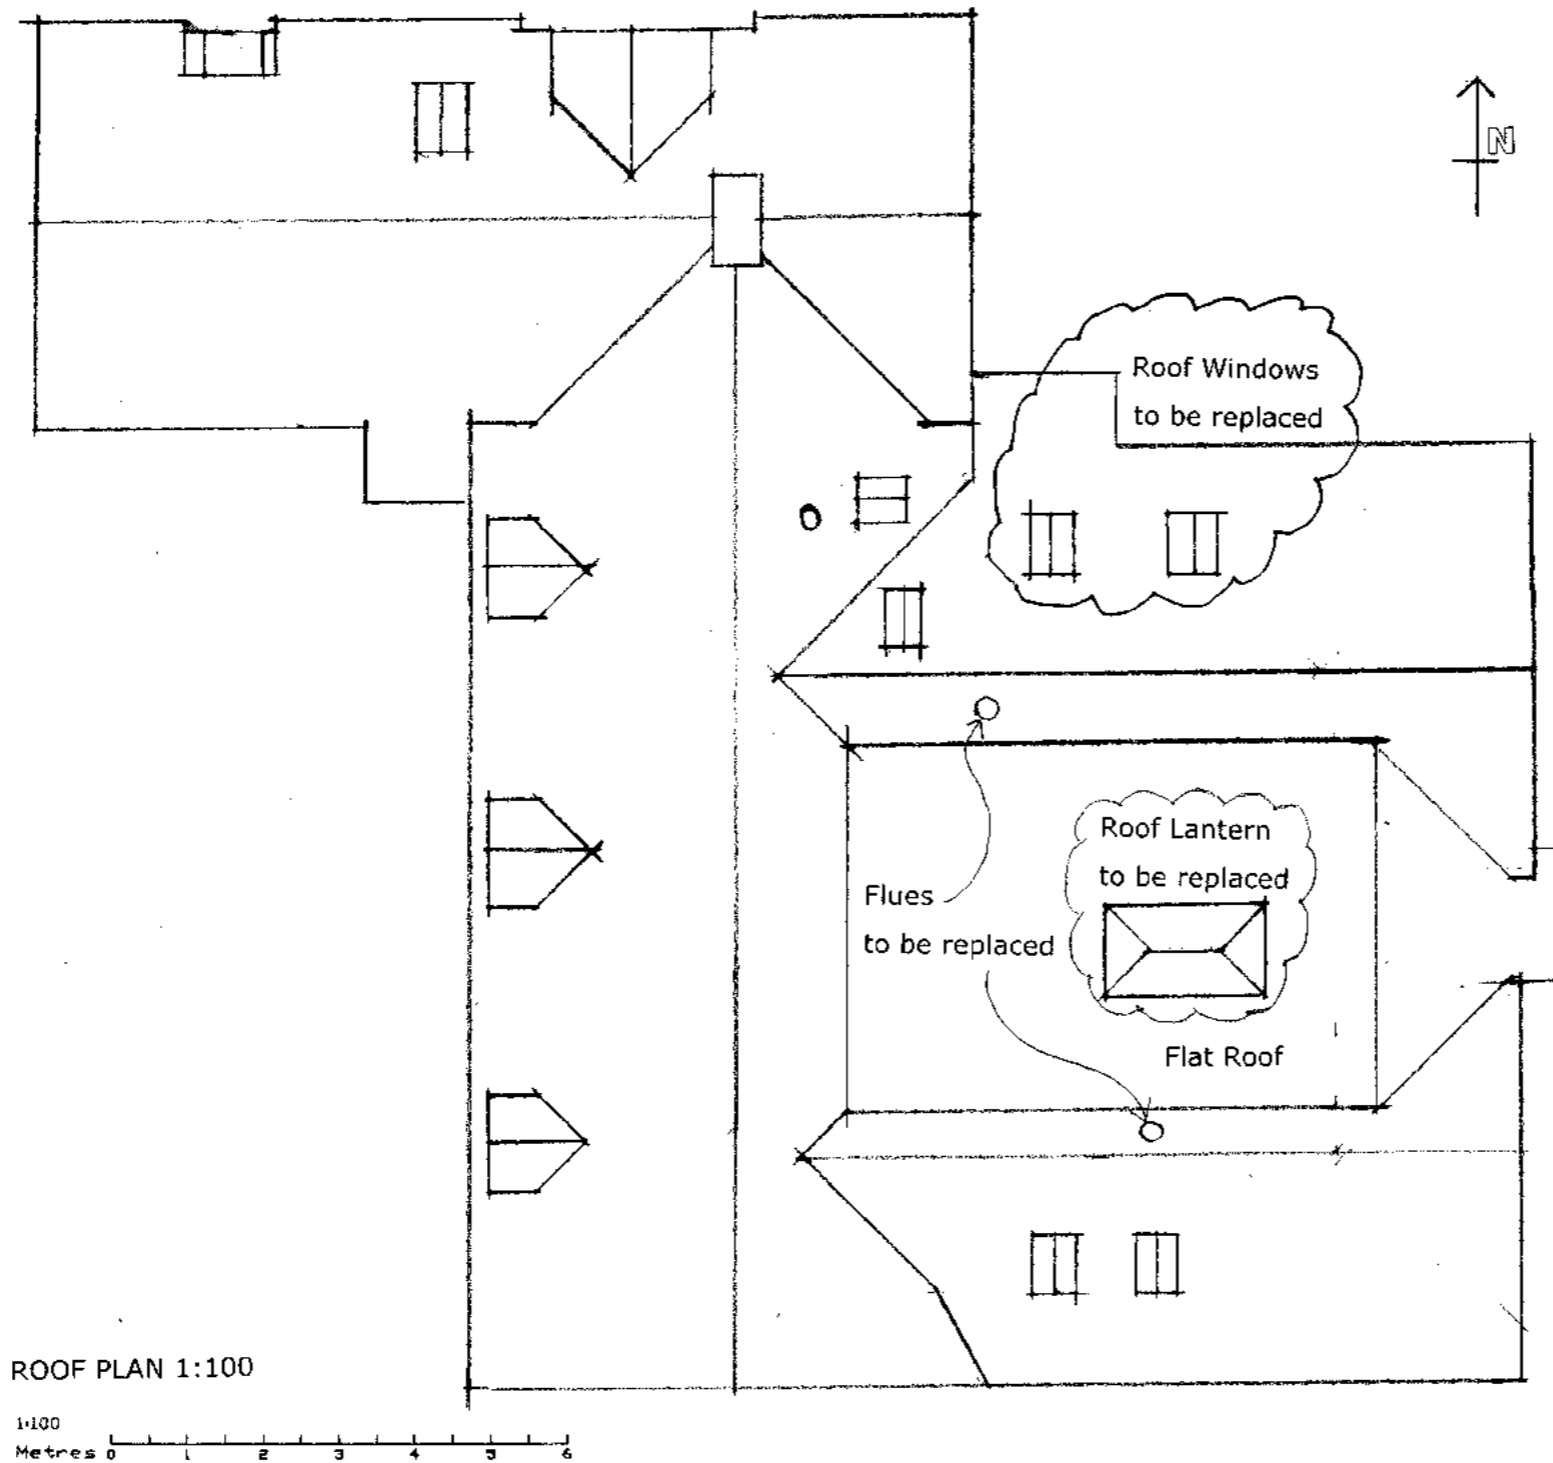 N
Roof Windows
to be replaced
Roof Lantern
to be replaced
Flues
to be replaced
Flat Roof
ROOF PLAN 1:100
1:100
Metres 0 1 2 3 4 5 6